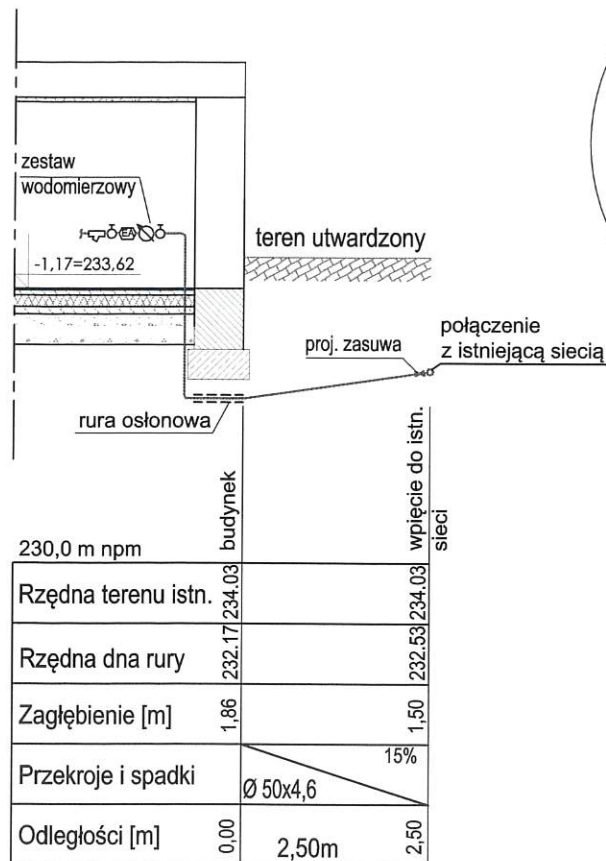 zestaw
wodomierzowy
EA
-1,17=233,62
teren utwardzony
proj. zasuwa
połączenie
z istniejącą siecią
rura osłonowa
budynek
wpięcie do istn.
sieci
230,0 m npm
Rzędna terenu istn. 234.03 234.03
Rzędna dna rury 232.17 232.53
Zagłębienie [m] 1,86 1,50
Przekroje i spadki Ø 50x4,6 15%
Odległości [m] 0,00 2,50m 2,50